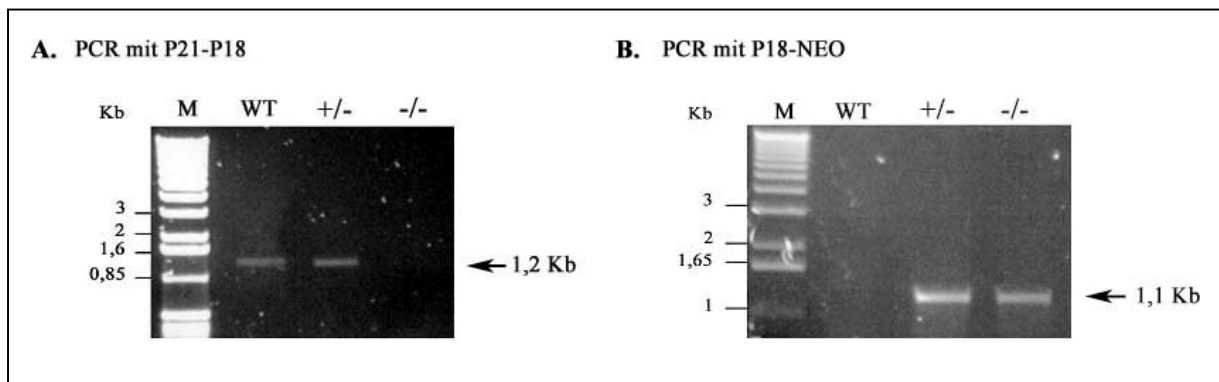 A. PCR mit P21-P18
Kb M WT +/- -/-
3
2
1,6
0,85
1,2 Kb
B. PCR mit P18-NEO
Kb M WT +/- -/-
3
2
1,65
1
1,1 Kb